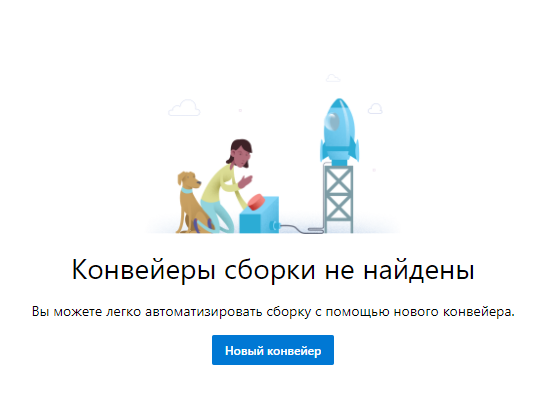 Конвейеры сборки не найдены
Вы можете легко автоматизировать сборку с помощью нового конвейера.
Новый конвейер